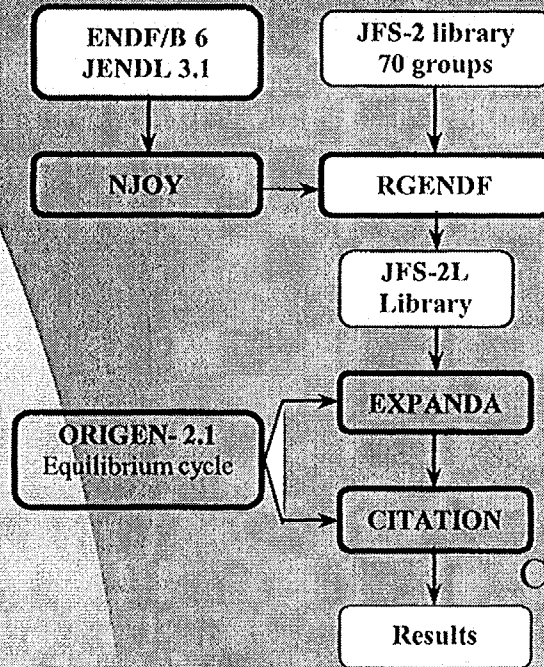 ENDF/B 6
JENDL 3.1
JFS-2 library
70 groups
NJOY
RGENDF
JFS-2L
Library
EXPANDA
ORIGEN- 2.1
Equilibrium cycle
CITATION
Results